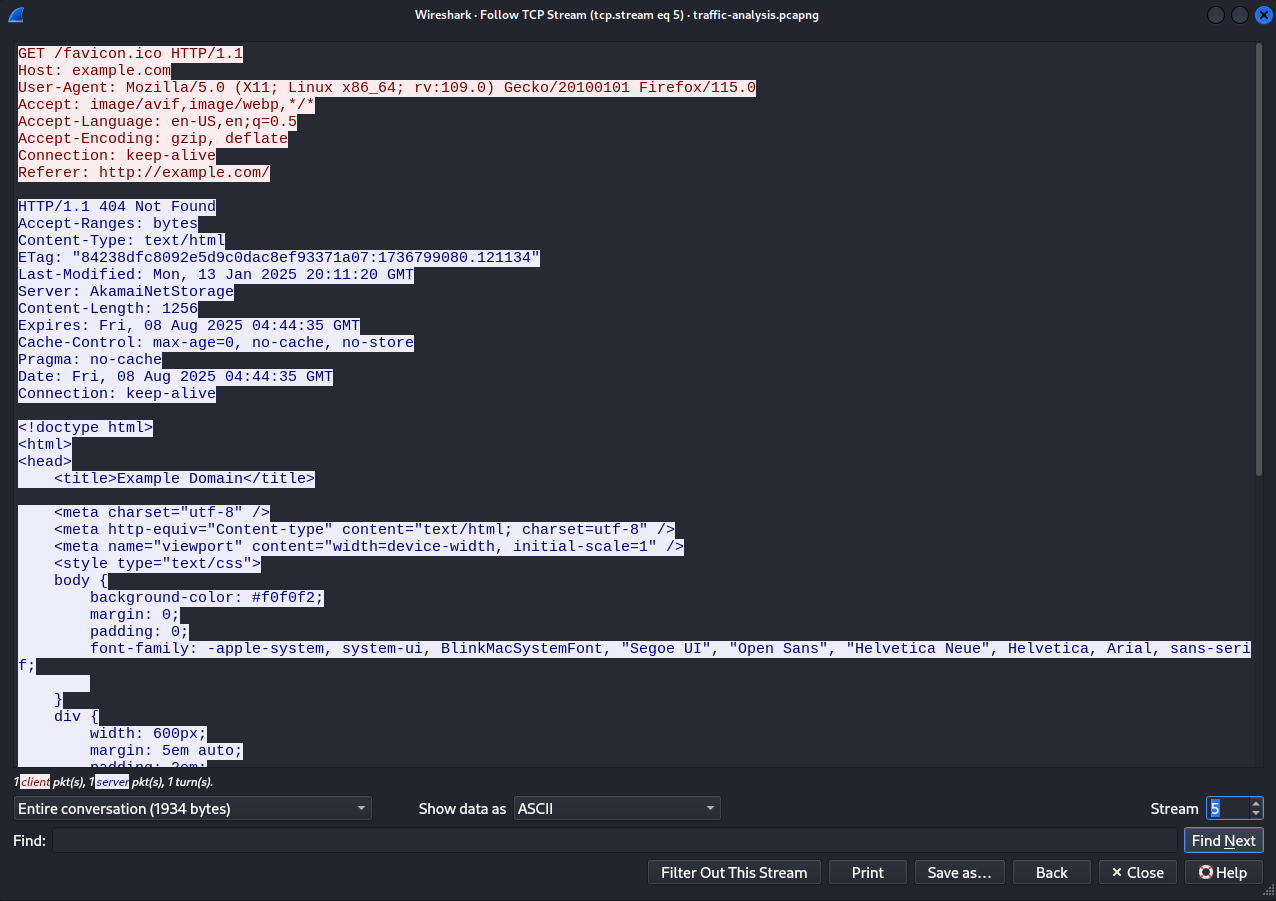 Wireshark · Follow TCP Stream (tcp.stream eq 5) · traffic-analysis.pcapng
GET /favicon.ico HTTP/1.1
Host: example.com
User-Agent: Mozilla/5.0 (X11; Linux x86_64; rv:109.0) Gecko/20100101 Firefox/115.0
Accept: image/avif,image/webp,*/*
Accept-Language: en-US,en;q=0.5
Accept-Encoding: gzip, deflate
Connection: keep-alive
Referer: http://example.com/
HTTP/1.1 404 Not Found
Accept-Ranges: bytes
Content-Type: text/html
ETag: "84238dfc8092e5d9c0dac8ef93371a07:1736799080.121134"
Last-Modified: Mon, 13 Jan 2025 20:11:20 GMT
Server: AkamaiNetStorage
Content-Length: 1256
Expires: Fri, 08 Aug 2025 04:44:35 GMT
Cache-Control: max-age=0, no-cache, no-store
Pragma: no-cache
Date: Fri, 08 Aug 2025 04:44:35 GMT
Connection: keep-alive
<!doctype html>
<html>
<head>
    <title>Example Domain</title>
    <meta charset="utf-8" />
    <meta http-equiv="Content-type" content="text/html; charset=utf-8" />
    <meta name="viewport" content="width=device-width, initial-scale=1" />
    <style type="text/css">
    body {
        background-color: #f0f0f2;
        margin: 0;
        padding: 0;
        font-family: -apple-system, system-ui, BlinkMacSystemFont, "Segoe UI", "Open Sans", "Helvetica Neue", Helvetica, Arial, sans-seri
f;
    }
    div {
        width: 600px;
        margin: 5em auto;
        padding: 2em;
1 client pkt(s), 1 server pkt(s), 1 turn(s).
Entire conversation (1934 bytes)
Show data as ASCII
Stream 5
Find:
Find Next
Filter Out This Stream
Print
Save as…
Back
Close
Help